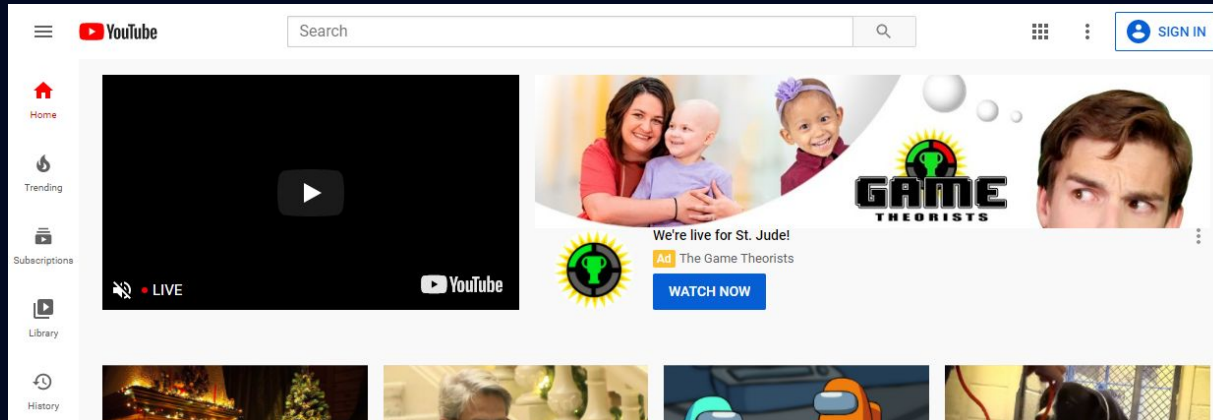 YouTube
Search
SIGN IN
Home
Trending
Subscriptions
Library
History
LIVE
YouTube
GAME
THEORISTS
We're live for St. Jude!
Ad The Game Theorists
WATCH NOW